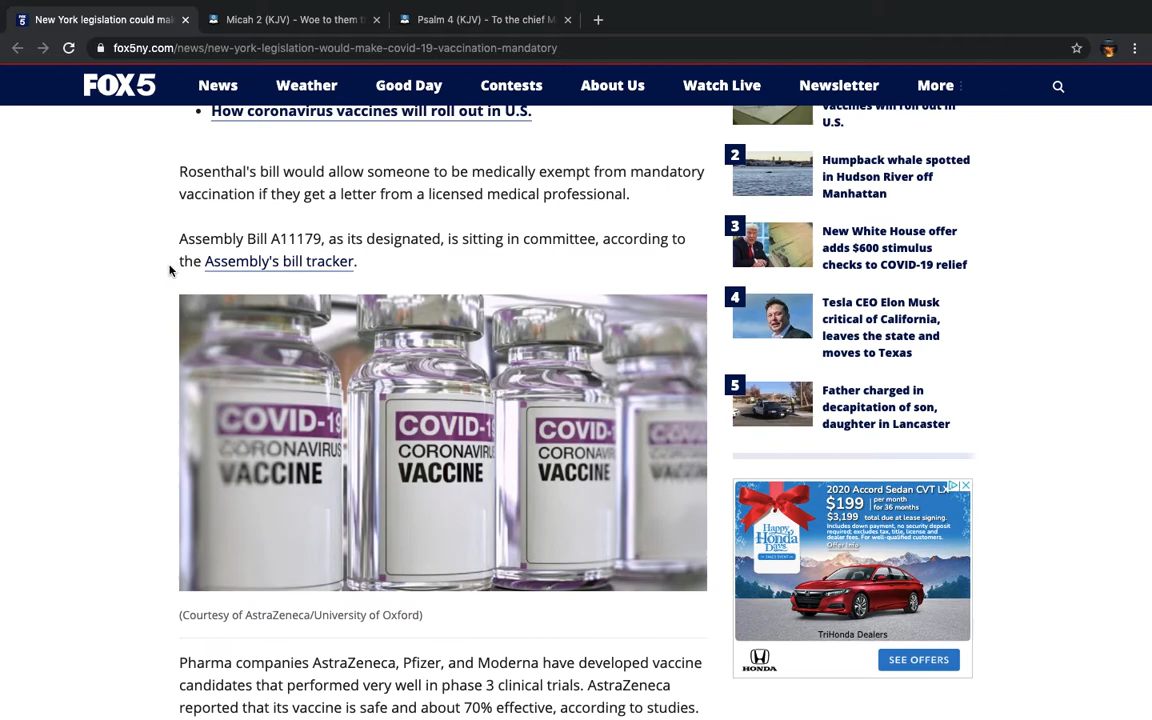 New York legislation could mak
Micah 2 (KJV) - Woe to them t
Psalm 4 (KJV) - To the chief M
fox5ny.com/news/new-york-legislation-would-make-covid-19-vaccination-mandatory
FOX 5
News
Weather
Good Day
Contests
About Us
Watch Live
Newsletter
More
How coronavirus vaccines will roll out in U.S.
Rosenthal's bill would allow someone to be medically exempt from mandatory
vaccination if they get a letter from a licensed medical professional.
Assembly Bill A11179, as its designated, is sitting in committee, according to
the Assembly's bill tracker.
COVID-19
CORONAVIRUS
VACCINE
COVID-19
CORONAVIRUS
VACCINE
COVID-
CORONAVIR
VACCINE
(Courtesy of AstraZeneca/University of Oxford)
Pharma companies AstraZeneca, Pfizer, and Moderna have developed vaccine
candidates that performed very well in phase 3 clinical trials. AstraZeneca
reported that its vaccine is safe and about 70% effective, according to studies.
vaccines will roll out in
U.S.
2
Humpback whale spotted
in Hudson River off
Manhattan
3
New White House offer
adds $600 stimulus
checks to COVID-19 relief
4
Tesla CEO Elon Musk
critical of California,
leaves the state and
moves to Texas
5
Father charged in
decapitation of son,
daughter in Lancaster
2020 Accord Sedan CVT LX
$199 per month
for 36 months
$3,199 total due at lease signing.
Includes down payment, no security deposit
required; excludes tax, title, license and
dealer fees. For well-qualified customers.
Offer Info
Happy
Honda
Days
TriHonda Dealers
HONDA
SEE OFFERS